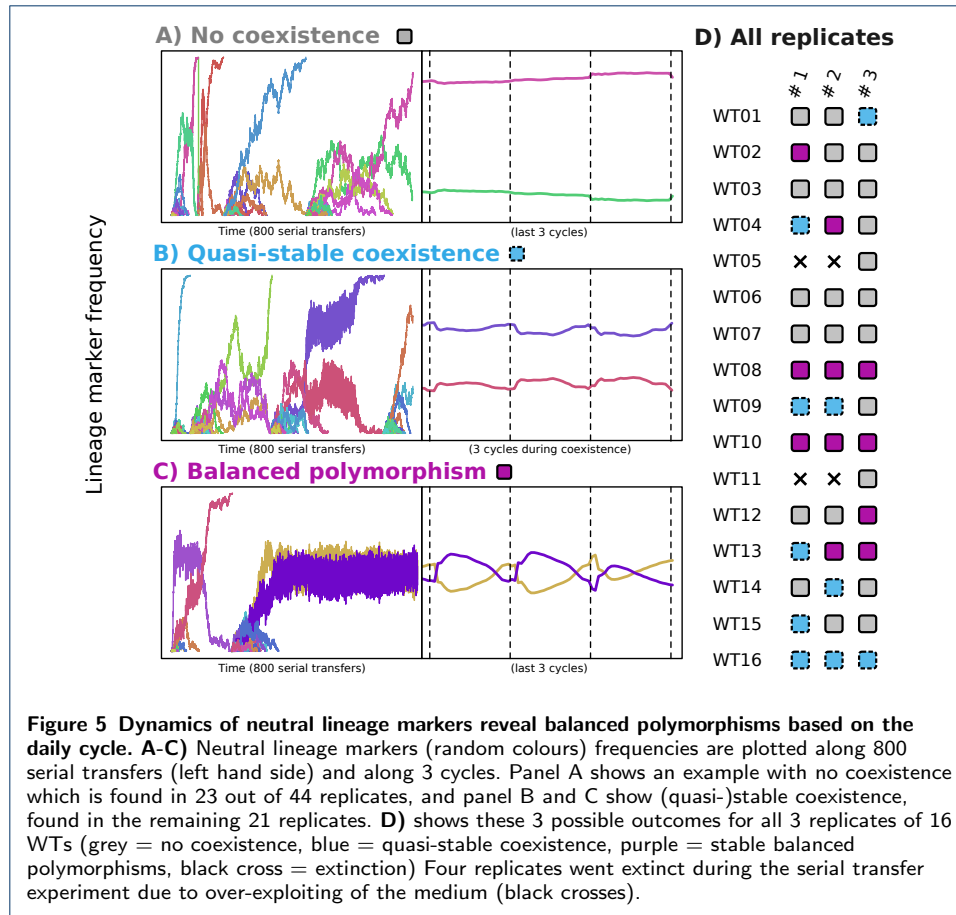 A) No coexistence
D) All replicates
Lineage marker frequency
Time (800 serial transfers)
(last 3 cycles)
B) Quasi-stable coexistence
Time (800 serial transfers)
(3 cycles during coexistence)
C) Balanced polymorphism
Time (800 serial transfers)
(last 3 cycles)
# 1 # 2 # 3
WT01
WT02
WT03
WT04
WT05
WT06
WT07
WT08
WT09
WT10
WT11
WT12
WT13
WT14
WT15
WT16
Figure 5 Dynamics of neutral lineage markers reveal balanced polymorphisms based on the
daily cycle. A-C) Neutral lineage markers (random colours) frequencies are plotted along 800
serial transfers (left hand side) and along 3 cycles. Panel A shows an example with no coexistence
which is found in 23 out of 44 replicates, and panel B and C show (quasi-)stable coexistence,
found in the remaining 21 replicates. D) shows these 3 possible outcomes for all 3 replicates of 16
WTs (grey = no coexistence, blue = quasi-stable coexistence, purple = stable balanced
polymorphisms, black cross = extinction) Four replicates went extinct during the serial transfer
experiment due to over-exploiting of the medium (black crosses).